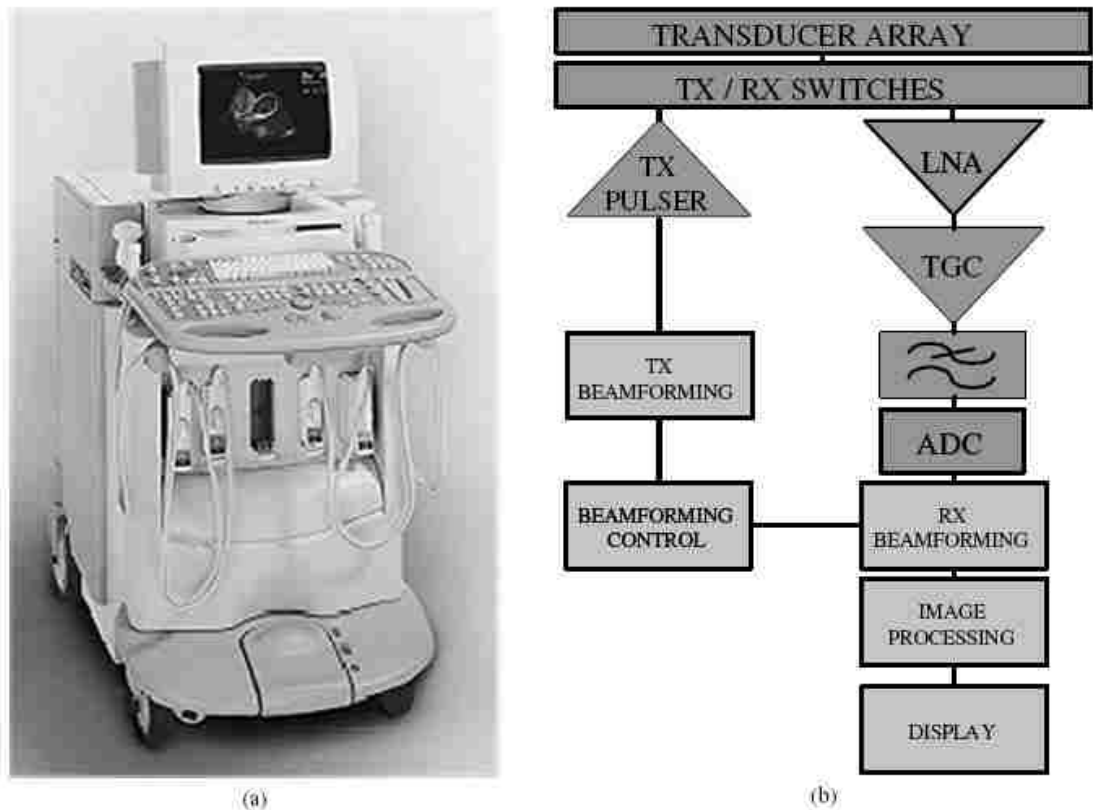 TRANSDUCER ARRAY
TX / RX SWITCHES
TX
PULSER
LNA
TGC
TX
BEAMFORMING
ADC
BEAMFORMING
CONTROL
RX
BEAMFORMING
IMAGE
PROCESSING
DISPLAY
(a)
(b)